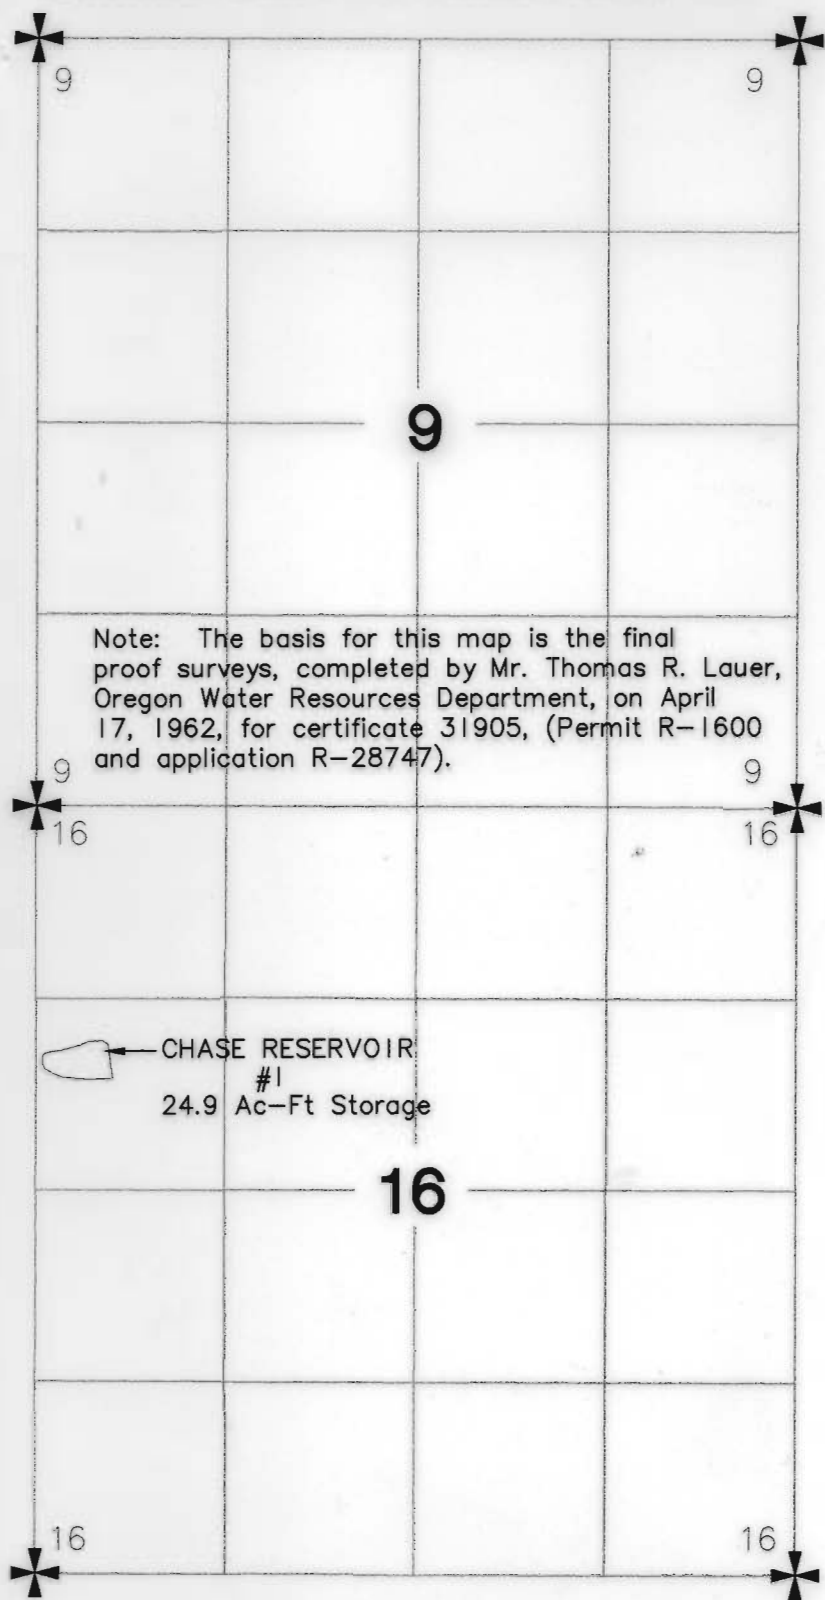 9 9
9
Note: The basis for this map is the final
proof surveys, completed by Mr. Thomas R. Lauer,
Oregon Water Resources Department, on April
17, 1962, for certificate 31905, (Permit R-1600
and application R-28747).
9 9
16 16
CHASE RESERVOIR
#1
24.9 Ac-Ft Storage
16
16 16